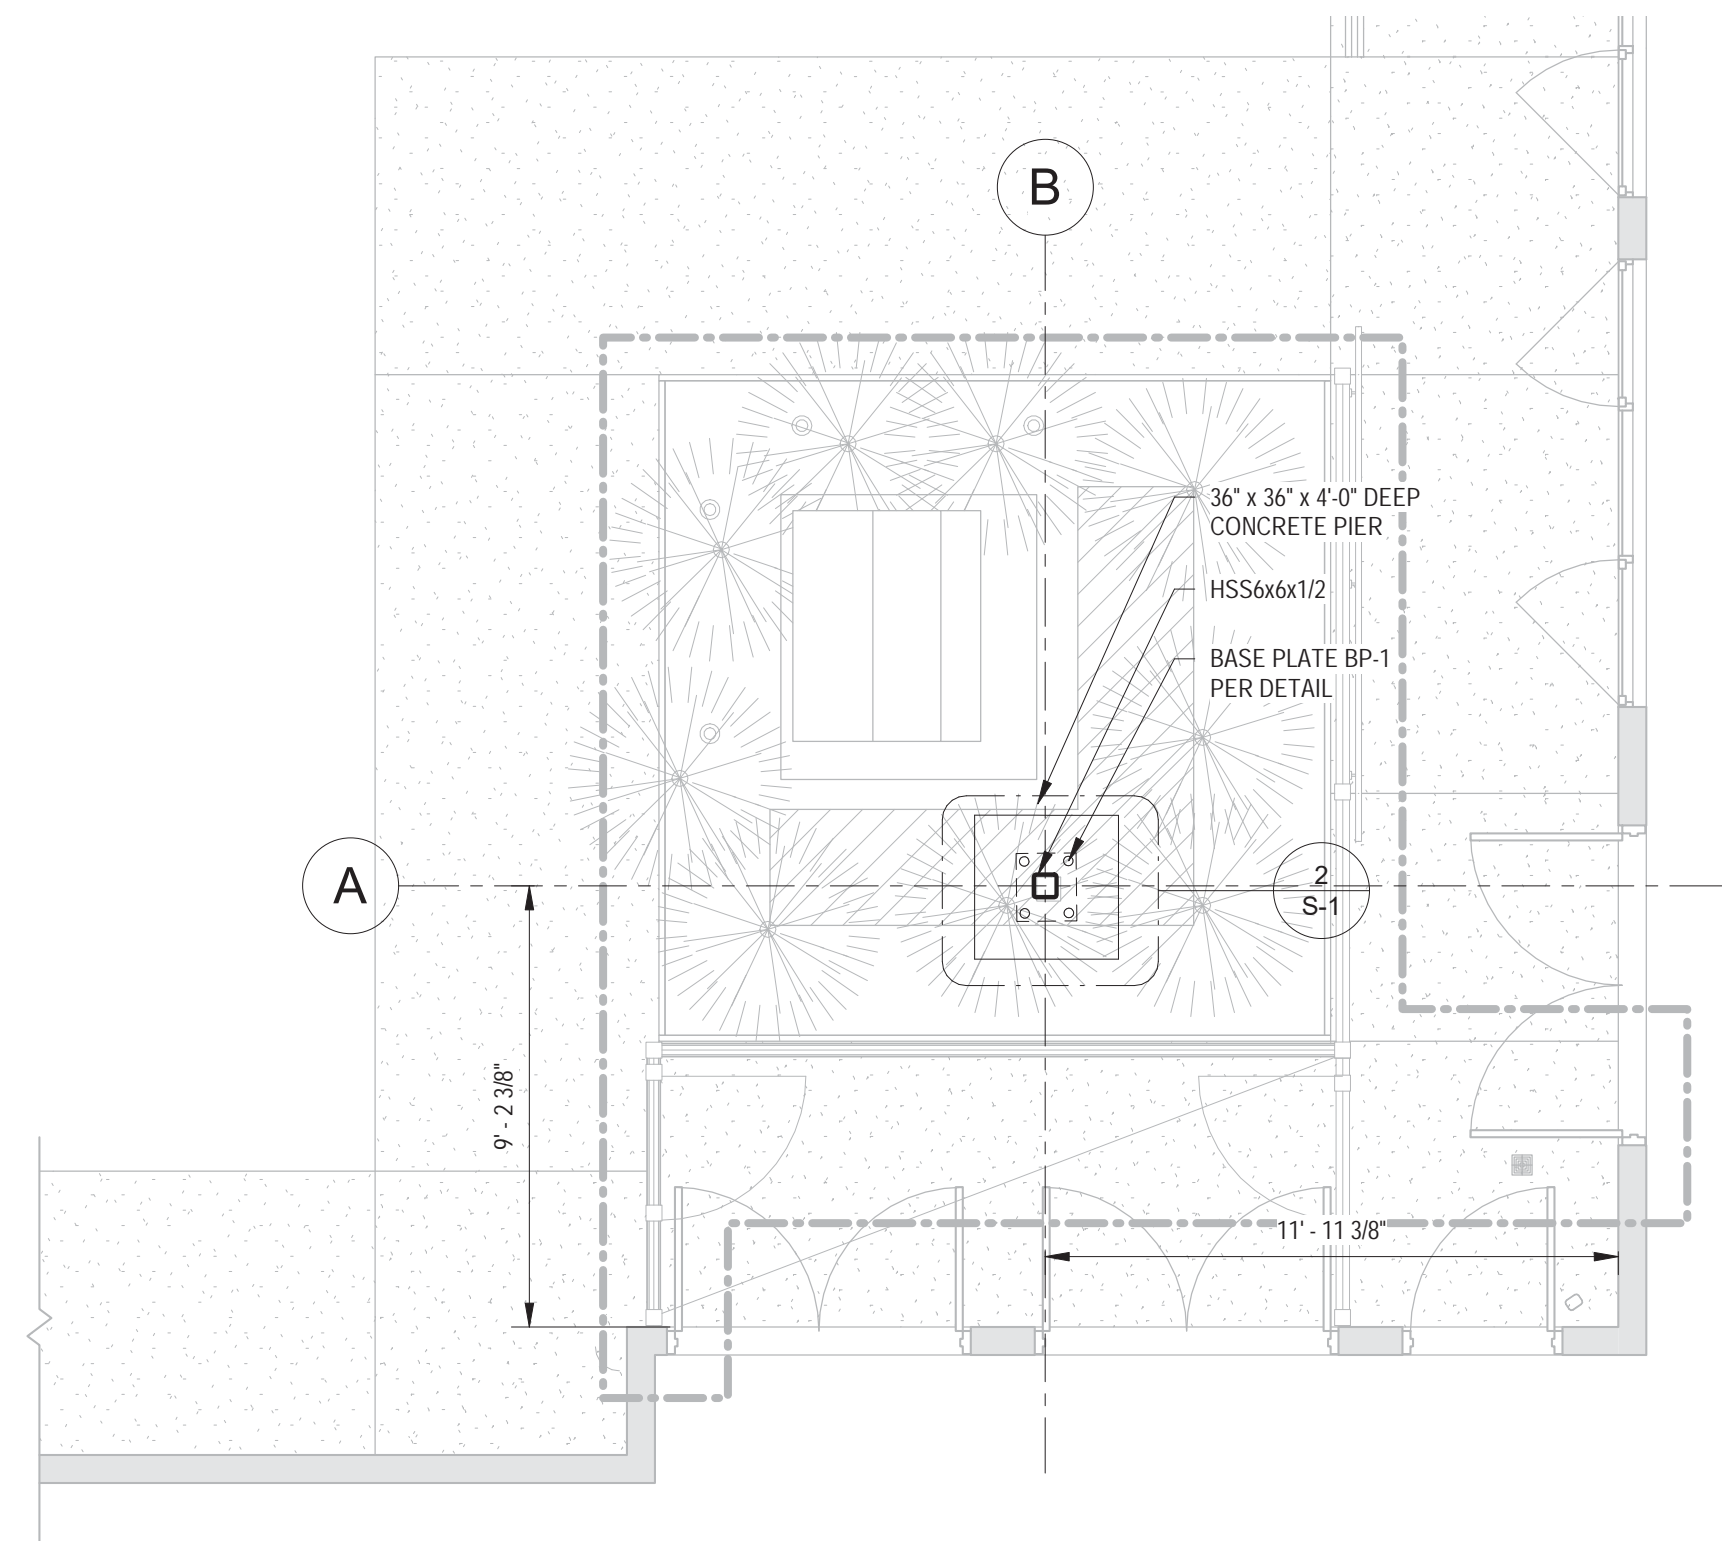 B
36" x 36" x 4'-0" DEEP
CONCRETE PIER
HSS6x6x1/2
BASE PLATE BP-1
PER DETAIL
A
2
S-1
9' - 2 3/8"
11' - 11 3/8"